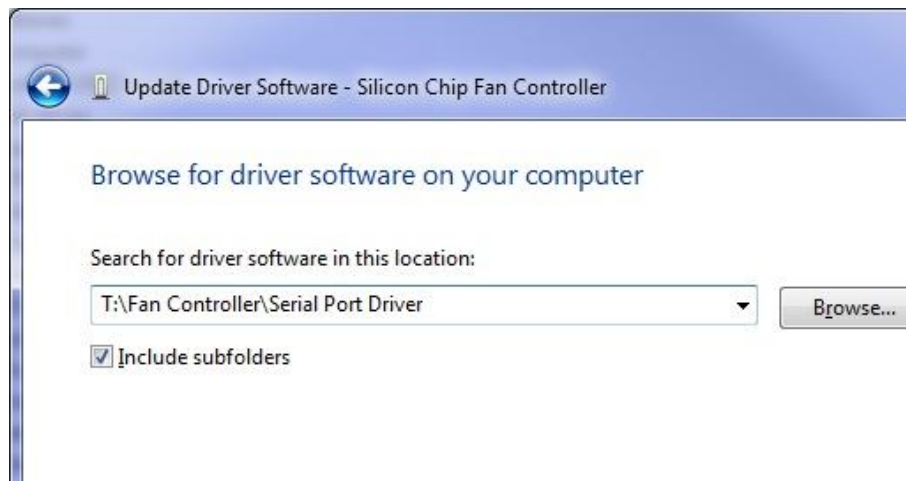 Update Driver Software - Silicon Chip Fan Controller
Browse for driver software on your computer
Search for driver software in this location:
T:\Fan Controller\Serial Port Driver
Browse...
Include subfolders